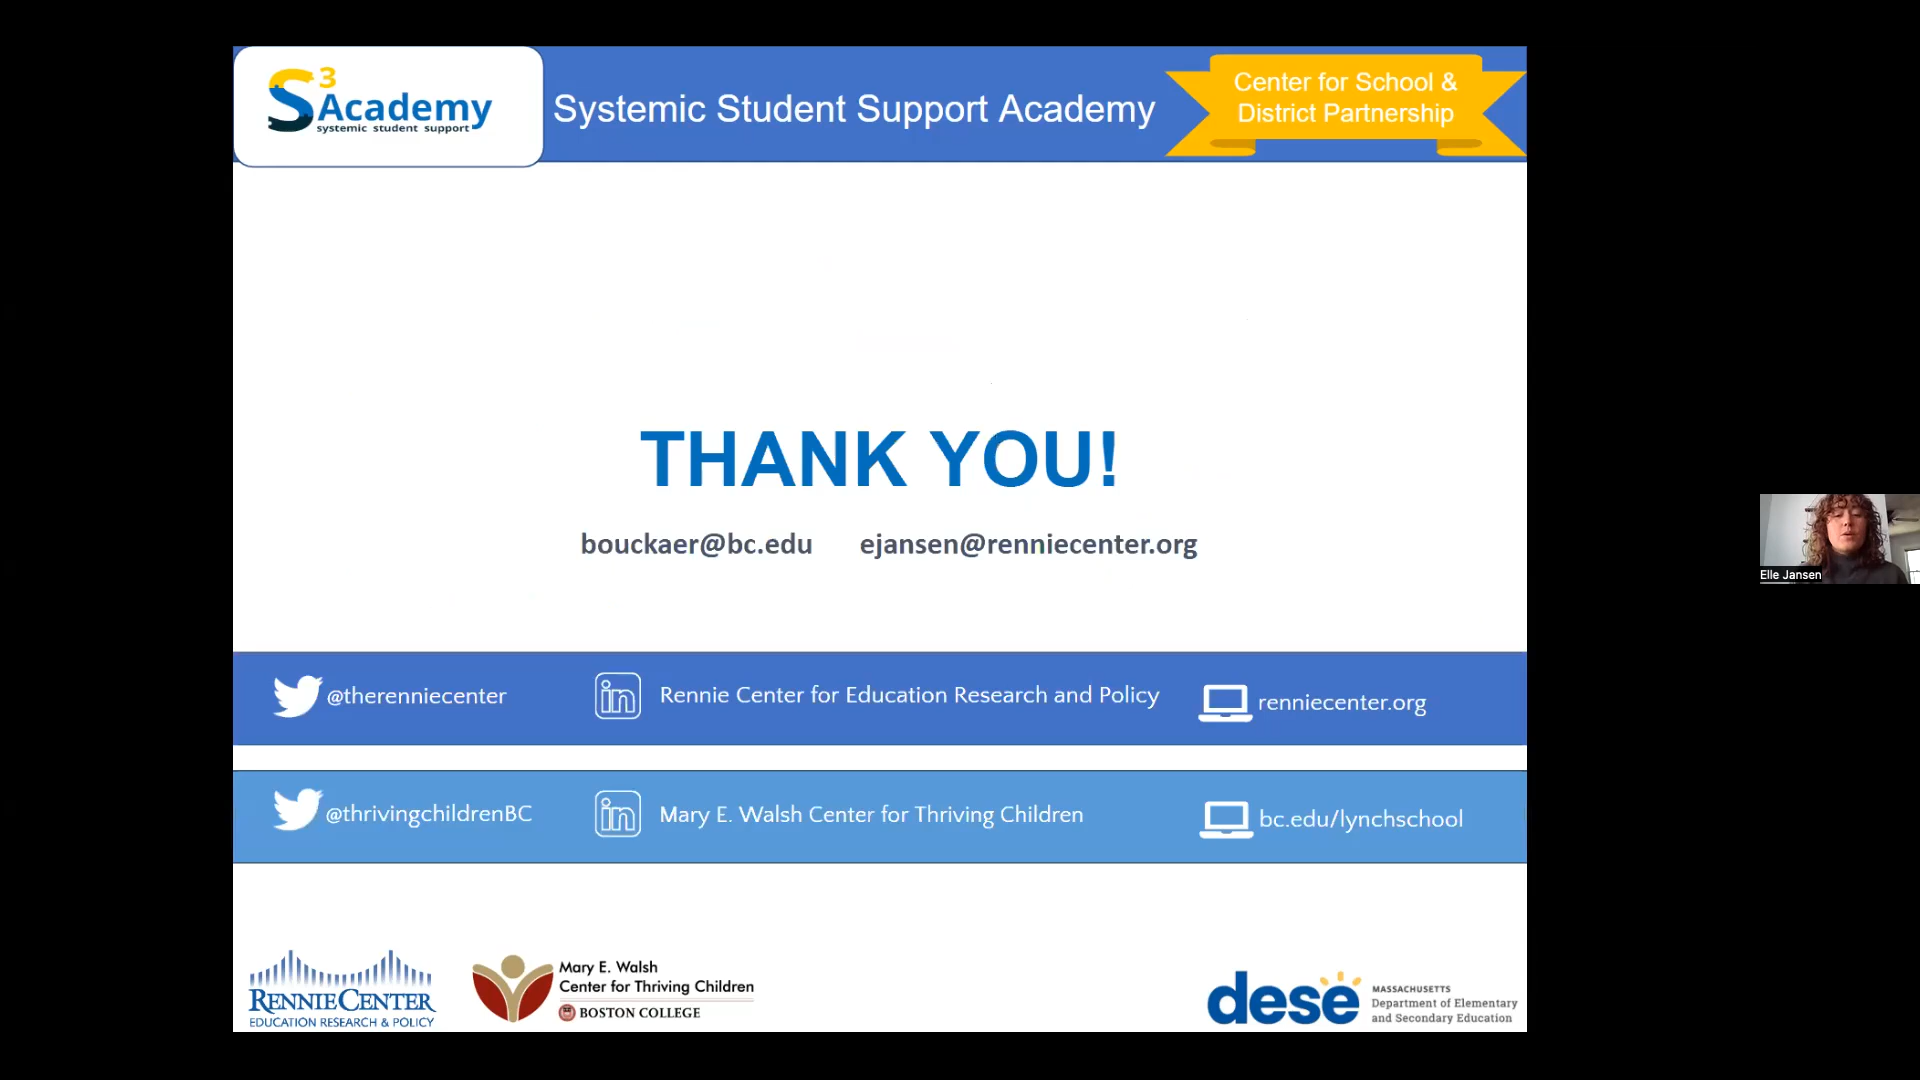 S3 Academy
systemic student support
Systemic Student Support Academy
Center for School &
District Partnership
THANK YOU!
bouckaer@bc.edu ejansen@renniecenter.org
Elle Jansen
@therenniecenter
Rennie Center for Education Research and Policy
renniecenter.org
@thrivingchildrenBC
in Mary E. Walsh Center for Thriving Children
bc.edu/lynchschool
RENNIE CENTER
EDUCATION RESEARCH & POLICY
Mary E. Walsh
Center for Thriving Children
BOSTON COLLEGE
dese
MASSACHUSETTS
Department of Elementary
and Secondary Education